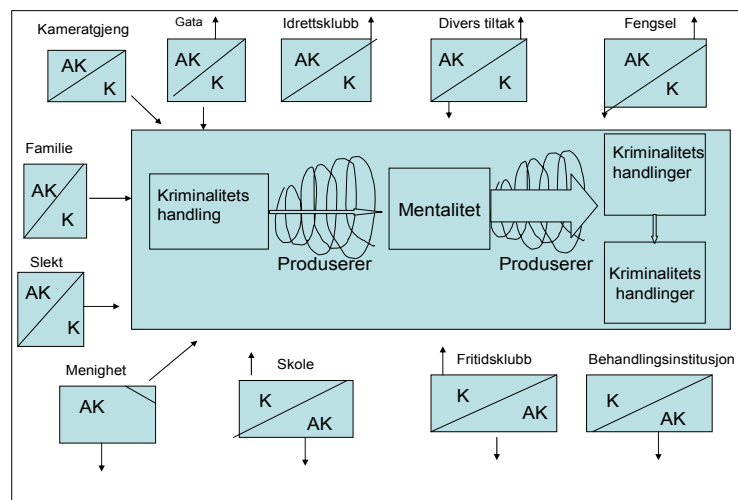 Kameratgjeng
Gata
Idrettsklubb
Divers tiltak
Fengsel
AK
K
AK
K
AK
K
AK
K
AK
K
Familie
AK
K
Kriminalitets
handling
Produserer
Mentalitet
Produserer
Kriminalitets
handlinger
Kriminalitets
handlinger
Slekt
AK
K
Menighet
Skole
Fritidsklubb
Behandlingsinstitusjon
AK
K
AK
K
AK
K
AK